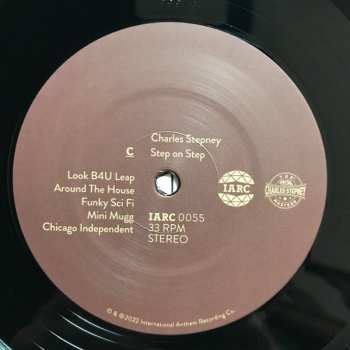 Charles Stepney
C Step on Step
Look B4U Leap
Around The House
Funky Sci Fi
Mini Mugg
Chicago Independent
IARC 0055
33 RPM
STEREO
IARC
CHARLES STEPNEY
MASTERS
℗ & ©2022 International Anthem Recording Co.